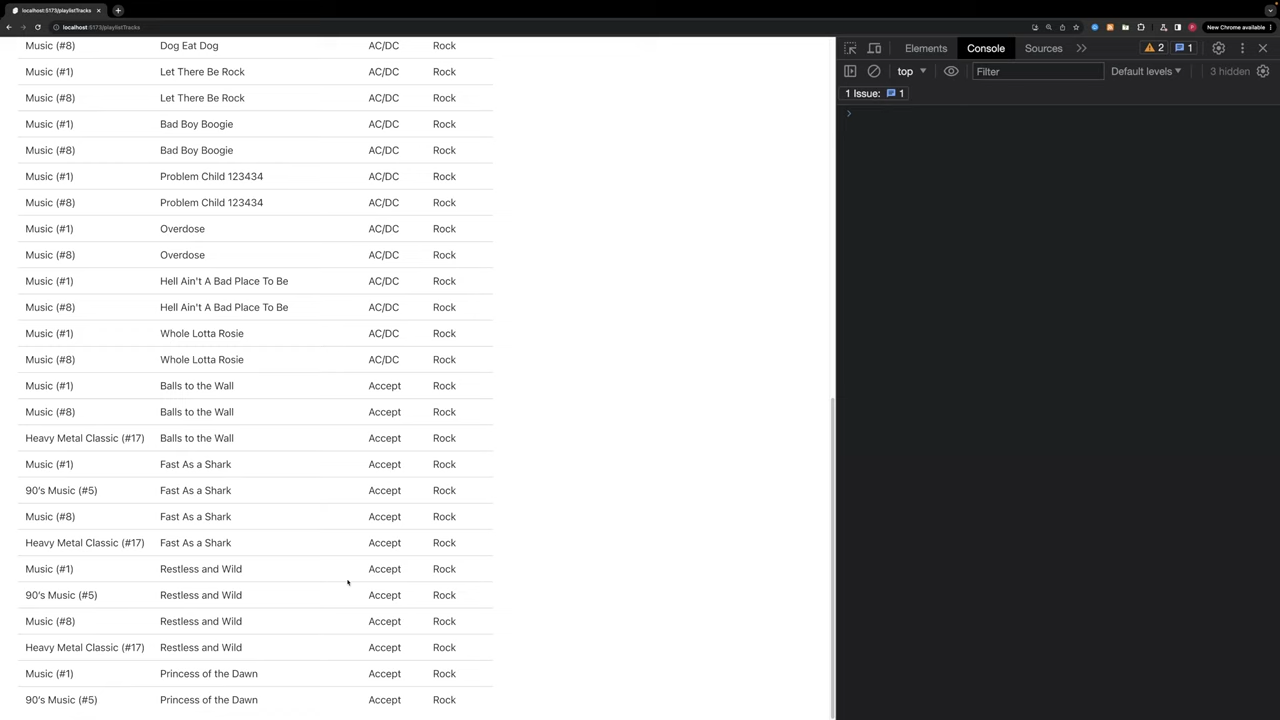 localhost:5173/playlistTracks
localhost:5173/playlistTracks
New Chrome available
Music (#8) Dog Eat Dog AC/DC Rock
Music (#1) Let There Be Rock AC/DC Rock
Music (#8) Let There Be Rock AC/DC Rock
Music (#1) Bad Boy Boogie AC/DC Rock
Music (#8) Bad Boy Boogie AC/DC Rock
Music (#1) Problem Child 123434 AC/DC Rock
Music (#8) Problem Child 123434 AC/DC Rock
Music (#1) Overdose AC/DC Rock
Music (#8) Overdose AC/DC Rock
Music (#1) Hell Ain't A Bad Place To Be AC/DC Rock
Music (#8) Hell Ain't A Bad Place To Be AC/DC Rock
Music (#1) Whole Lotta Rosie AC/DC Rock
Music (#8) Whole Lotta Rosie AC/DC Rock
Music (#1) Balls to the Wall Accept Rock
Music (#8) Balls to the Wall Accept Rock
Heavy Metal Classic (#17) Balls to the Wall Accept Rock
Music (#1) Fast As a Shark Accept Rock
90's Music (#5) Fast As a Shark Accept Rock
Music (#8) Fast As a Shark Accept Rock
Heavy Metal Classic (#17) Fast As a Shark Accept Rock
Music (#1) Restless and Wild Accept Rock
90's Music (#5) Restless and Wild Accept Rock
Music (#8) Restless and Wild Accept Rock
Heavy Metal Classic (#17) Restless and Wild Accept Rock
Music (#1) Princess of the Dawn Accept Rock
90's Music (#5) Princess of the Dawn Accept Rock
Elements Console Sources 2 1
top Filter Default levels 3 hidden
1 Issue: 1